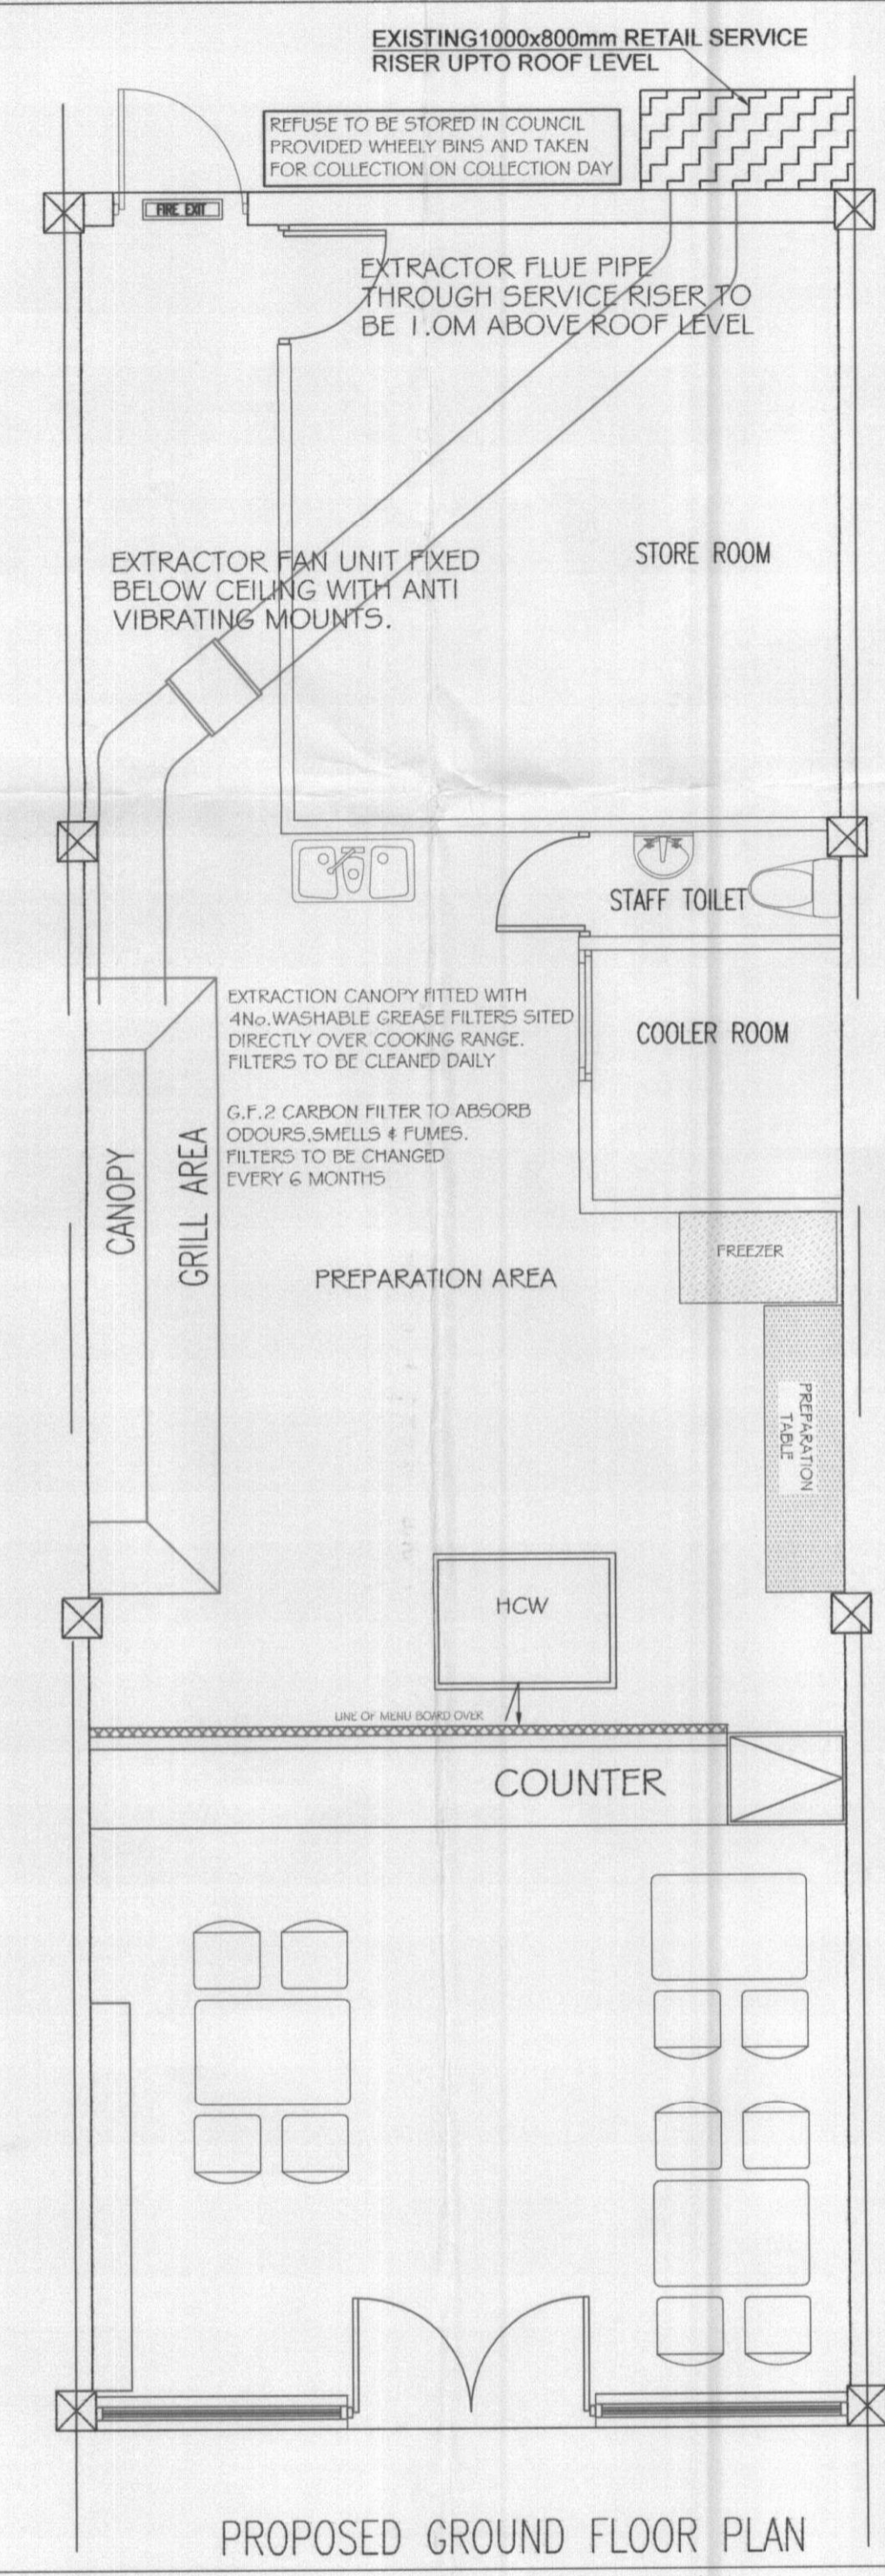 EXISTING1000x800mm RETAIL SERVICE
RISER UPTO ROOF LEVEL
REFUSE TO BE STORED IN COUNCIL
PROVIDED WHEELY BINS AND TAKEN
FOR COLLECTION ON COLLECTION DAY
FIRE EXIT
EXTRACTOR FLUE PIPE
THROUGH SERVICE RISER TO
BE 1.0M ABOVE ROOF LEVEL
EXTRACTOR FAN UNIT FIXED
BELOW CEILING WITH ANTI
VIBRATING MOUNTS.
STORE ROOM
STAFF TOILET
EXTRACTION CANOPY FITTED WITH
4No.WASHABLE GREASE FILTERS SITED
DIRECTLY OVER COOKING RANGE.
FILTERS TO BE CLEANED DAILY
COOLER ROOM
G.F.2 CARBON FILTER TO ABSORB
ODOURS,SMELLS & FUMES.
FILTERS TO BE CHANGED
EVERY 6 MONTHS
CANOPY
GRILL AREA
FREEZER
PREPARATION AREA
PREPARATION
TABLE
HCW
LINE OF MENU BOARD OVER
COUNTER
PROPOSED GROUND FLOOR PLAN